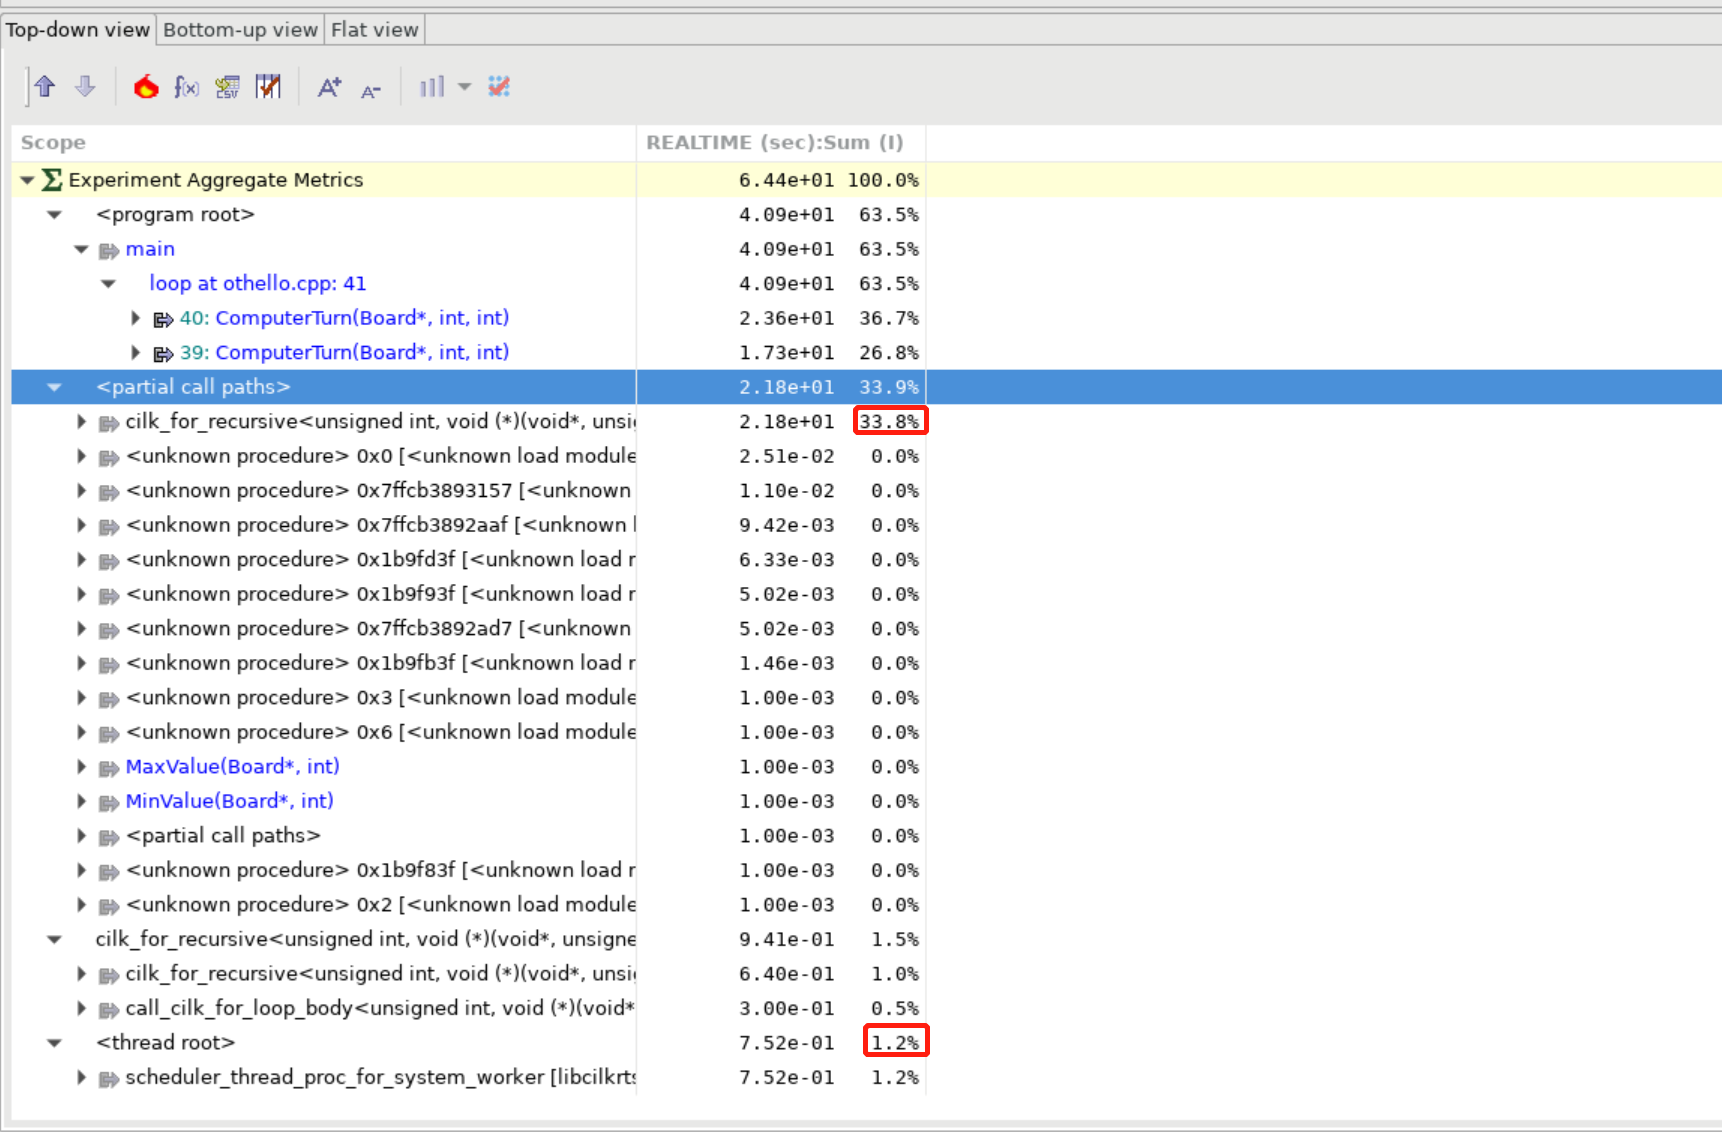 Top-down view Bottom-up view Flat view
f(x) CSV A+ A-
Scope REALTIME (sec):Sum (I)
Σ Experiment Aggregate Metrics 6.44e+01 100.0%
<program root> 4.09e+01 63.5%
main 4.09e+01 63.5%
loop at othello.cpp: 41 4.09e+01 63.5%
40: ComputerTurn(Board*, int, int) 2.36e+01 36.7%
39: ComputerTurn(Board*, int, int) 1.73e+01 26.8%
<partial call paths> 2.18e+01 33.9%
cilk_for_recursive<unsigned int, void (*)(void*, unsi 2.18e+01 33.8%
<unknown procedure> 0x0 [<unknown load module 2.51e-02 0.0%
<unknown procedure> 0x7ffcb3893157 [<unknown 1.10e-02 0.0%
<unknown procedure> 0x7ffcb3892aaf [<unknown l 9.42e-03 0.0%
<unknown procedure> 0x1b9fd3f [<unknown load r 6.33e-03 0.0%
<unknown procedure> 0x1b9f93f [<unknown load r 5.02e-03 0.0%
<unknown procedure> 0x7ffcb3892ad7 [<unknown 5.02e-03 0.0%
<unknown procedure> 0x1b9fb3f [<unknown load r 1.46e-03 0.0%
<unknown procedure> 0x3 [<unknown load module 1.00e-03 0.0%
<unknown procedure> 0x6 [<unknown load module 1.00e-03 0.0%
MaxValue(Board*, int) 1.00e-03 0.0%
MinValue(Board*, int) 1.00e-03 0.0%
<partial call paths> 1.00e-03 0.0%
<unknown procedure> 0x1b9f83f [<unknown load r 1.00e-03 0.0%
<unknown procedure> 0x2 [<unknown load module 1.00e-03 0.0%
cilk_for_recursive<unsigned int, void (*)(void*, unsigne 9.41e-01 1.5%
cilk_for_recursive<unsigned int, void (*)(void*, unsi 6.40e-01 1.0%
call_cilk_for_loop_body<unsigned int, void (*)(void* 3.00e-01 0.5%
<thread root> 7.52e-01 1.2%
scheduler_thread_proc_for_system_worker [libcilkrts 7.52e-01 1.2%